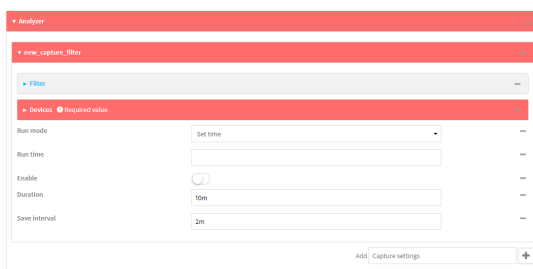 ▾ Analyzer
▾ new_capture_filter
▸ Filter
▸ Devices Required value
Run mode Set time
Run time
Enable
Duration 10m
Save interval 2m
Add Capture settings